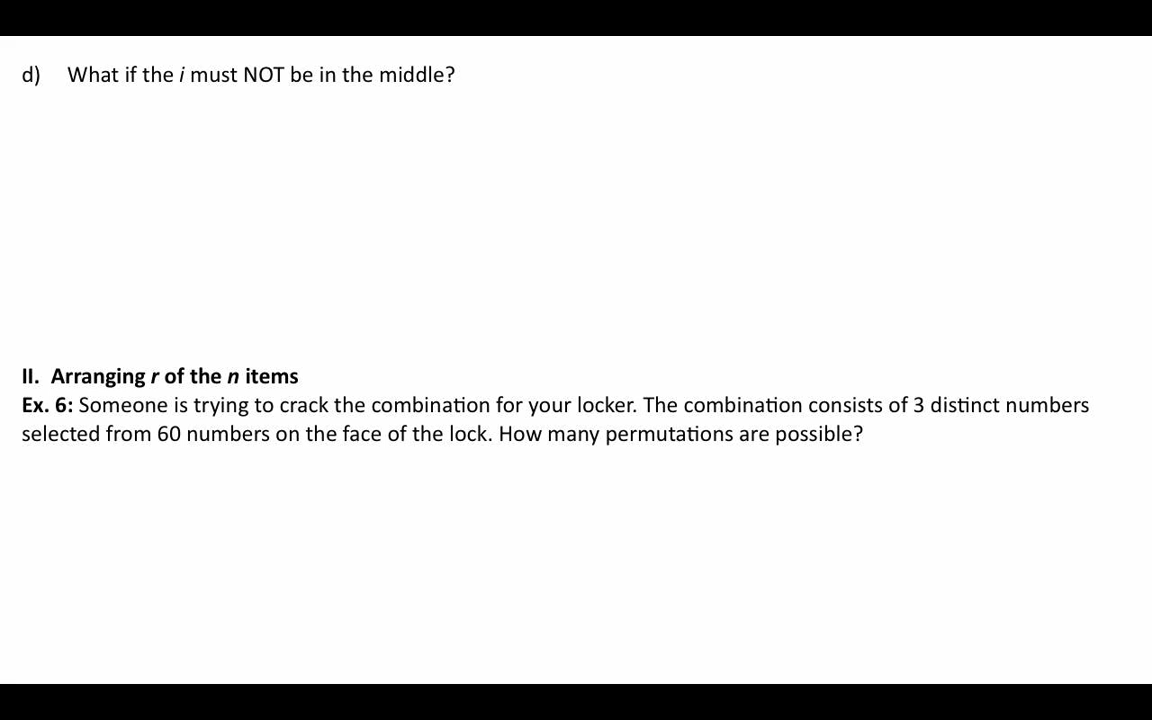 d) What if the i must NOT be in the middle?
II. Arranging r of the n items
Ex. 6: Someone is trying to crack the combination for your locker. The combination consists of 3 distinct numbers
selected from 60 numbers on the face of the lock. How many permutations are possible?